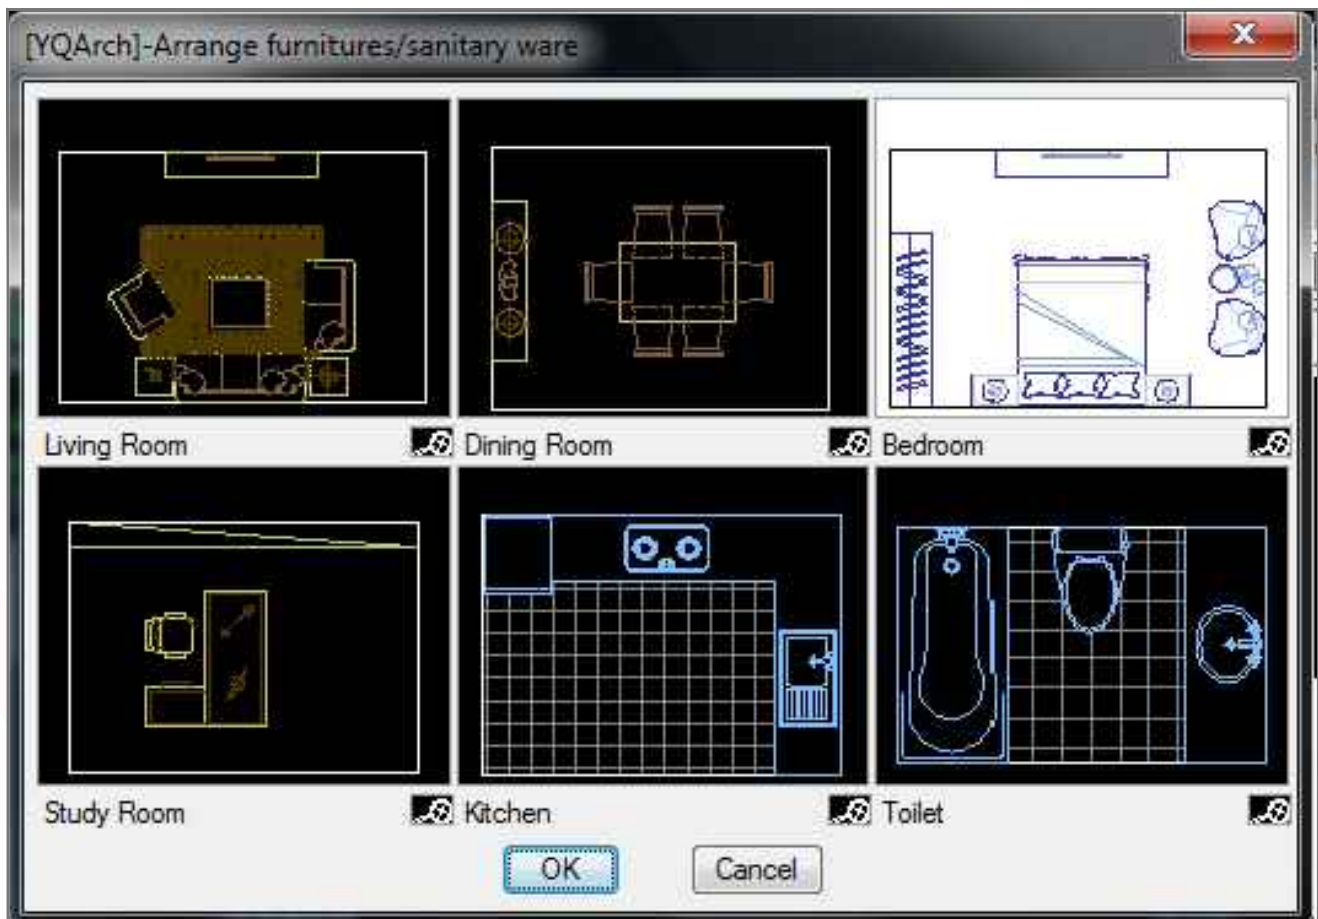 [YQArch]-Arrange furnitures/sanitary ware
Living Room
Dining Room
Bedroom
Study Room
Kitchen
Toilet
OK
Cancel